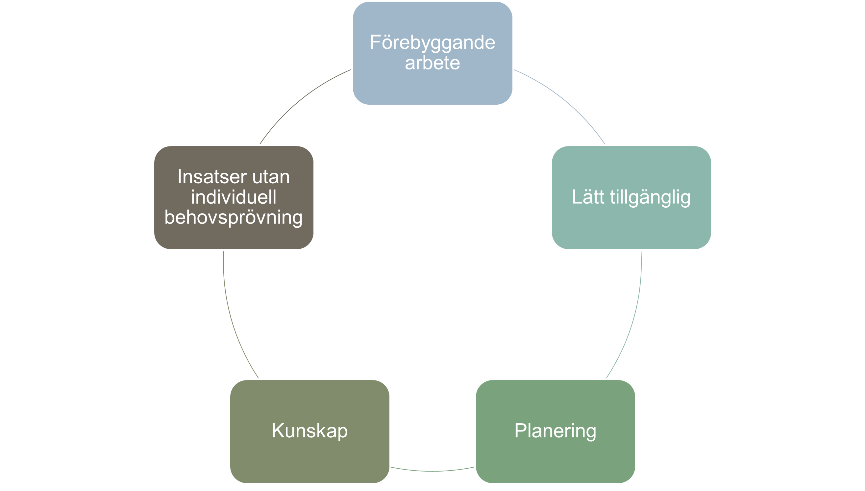 Förebyggande
arbete
Lätt tillgänglig
Planering
Kunskap
Insatser utan
individuell
behovsprövning